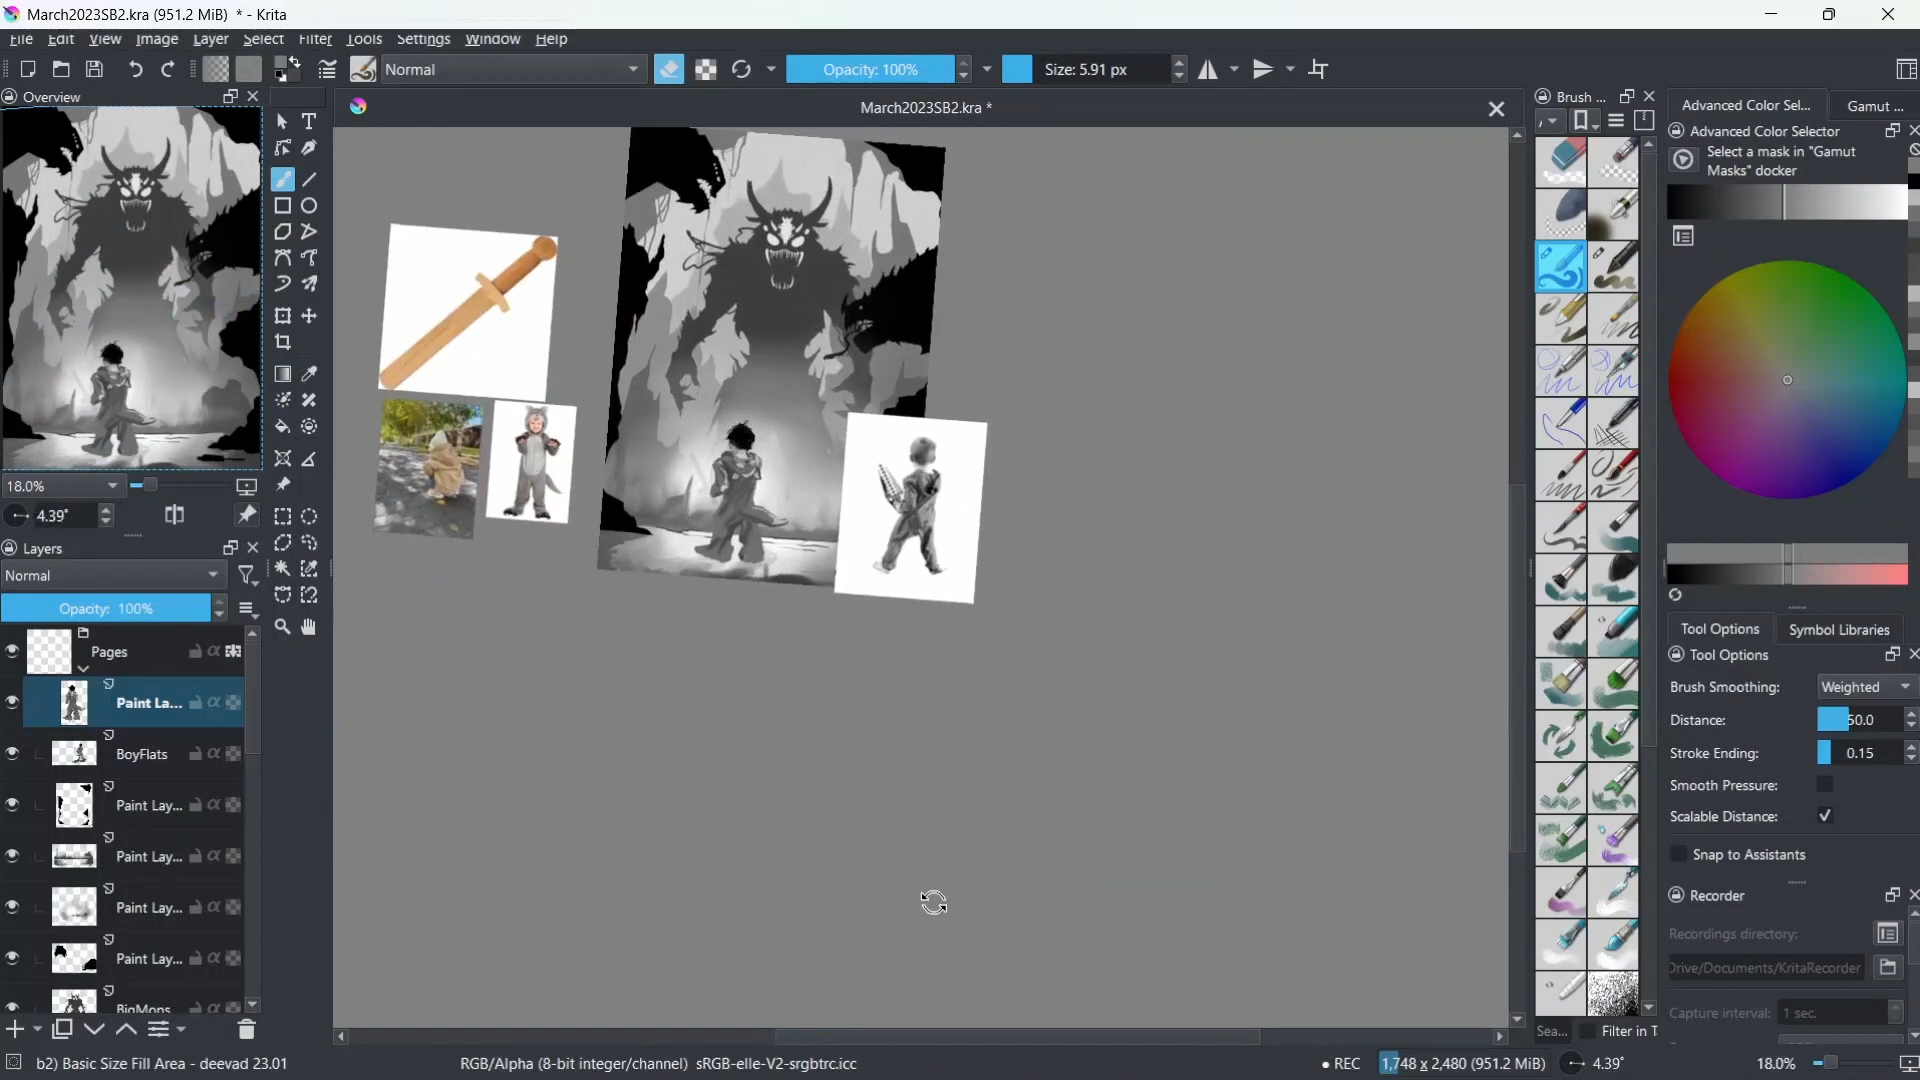 March2023SB2.kra (951.2 MiB) * - Krita
File Edit View Image Layer Select Filter Tools Settings Window Help
Normal
Opacity: 100%
Size: 5.91 px
Overview
March2023SB2.kra *
Brush ...
Advanced Color Sel...
Gamut ...
Advanced Color Selector
Select a mask in "Gamut
Masks" docker
18.0%
4.39°
Layers
Normal
Opacity: 100%
Pages
Paint La...
BoyFlats
Paint Lay...
Paint Lay...
Paint Lay...
Paint Lay...
BigMons
Tool Options
Symbol Libraries
Tool Options
Brush Smoothing:
Weighted
Distance:
50.0
Stroke Ending:
0.15
Smooth Pressure:
Scalable Distance:
Snap to Assistants
Recorder
Recordings directory:
Drive/Documents/KritaRecorder
Capture interval:
1 sec.
Sea...
Filter in T
b2) Basic Size Fill Area - deevad 23.01
RGB/Alpha (8-bit integer/channel) sRGB-elle-V2-srgbtrc.icc
• REC
1,748 x 2,480 (951.2 MiB)
4.39°
18.0%